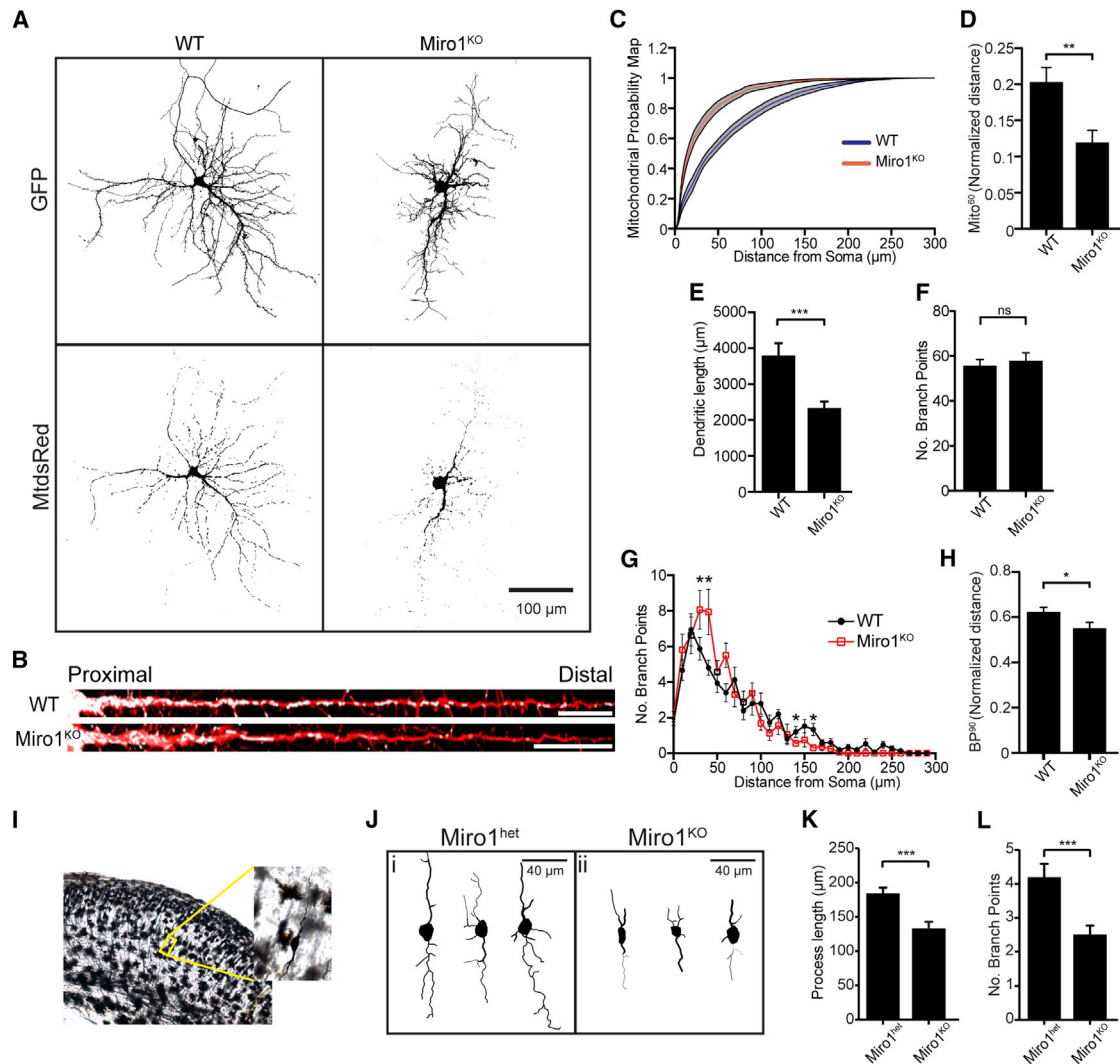 A
WT
Miro1ᴷᴼ
GFP
MtdsRed
100 µm
B
Proximal
Distal
WT
Miro1ᴷᴼ
C
Mitochondrial Probability Map
1.2
1
0.8
0.6
0.4
0.2
0
0 50 100 150 200 250 300
Distance from Soma (µm)
WT
Miro1ᴷᴼ
D
Mito⁶⁰ (Normalized distance)
0.25
0.2
0.15
0.1
0.05
0
**
WT
Miro1ᴷᴼ
E
Dendritic length (µm)
5000
4000
3000
2000
1000
0
***
WT
Miro1ᴷᴼ
F
No. Branch Points
80
60
40
20
0
ns
WT
Miro1ᴷᴼ
G
No. Branch Points
10
8
6
4
2
0
**
* *
WT
Miro1ᴷᴼ
0 50 100 150 200 250 300
Distance from Soma (µm)
H
BP⁹⁰ (Normalized distance)
0.8
0.6
0.4
0.2
0
*
WT
Miro1ᴷᴼ
I
J
Miro1ʰᵉᵗ
Miro1ᴷᴼ
i
40 µm
ii
40 µm
K
Process length (µm)
250
200
150
100
50
0
***
Miro1ʰᵉᵗ
Miro1ᴷᴼ
L
No. Branch Points
5
4
3
2
1
0
***
Miro1ʰᵉᵗ
Miro1ᴷᴼ